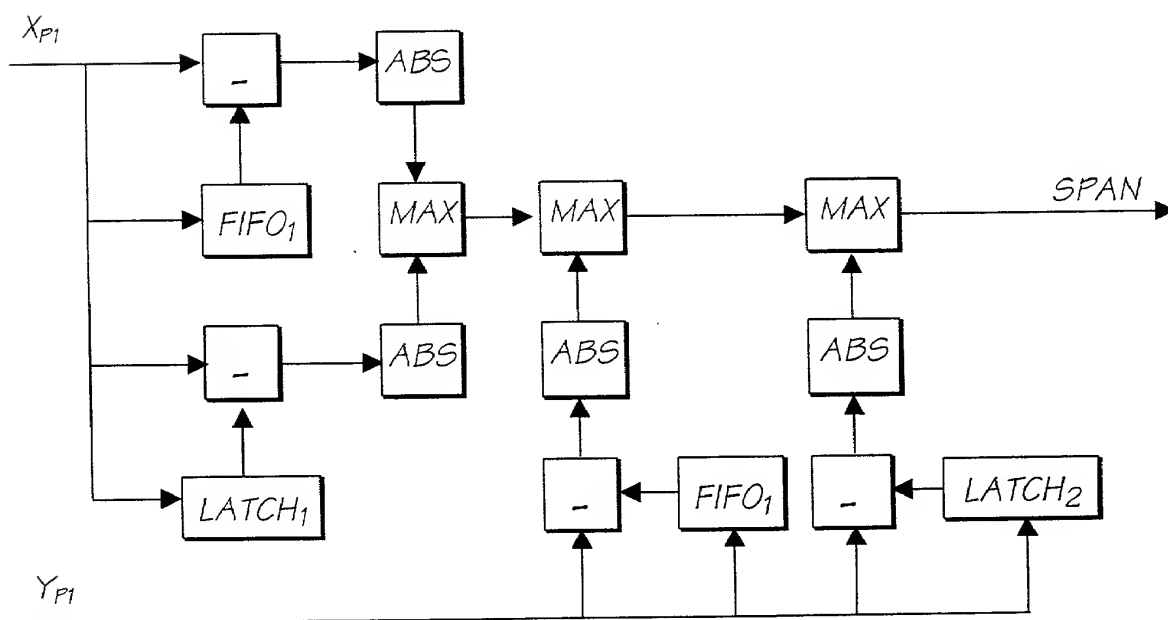 X_P1
ABS
FIFO_1
MAX
MAX
MAX
SPAN
ABS
ABS
ABS
LATCH_1
FIFO_1
LATCH_2
Y_P1